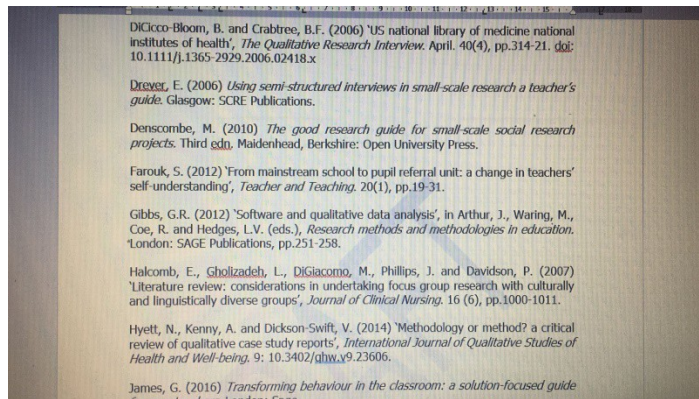 DiCicco-Bloom, B. and Crabtree, B.F. (2006) 'US national library of medicine national
institutes of health', The Qualitative Research Interview. April. 40(4), pp.314-21. doi:
10.1111/j.1365-2929.2006.02418.x
Drever, E. (2006) Using semi-structured interviews in small-scale research a teacher's
guide. Glasgow: SCRE Publications.
Denscombe, M. (2010) The good research guide for small-scale social research
projects. Third edn. Maidenhead, Berkshire: Open University Press.
Farouk, S. (2012) 'From mainstream school to pupil referral unit: a change in teachers'
self-understanding', Teacher and Teaching. 20(1), pp.19-31.
Gibbs, G.R. (2012) 'Software and qualitative data analysis', in Arthur, J., Waring, M.,
Coe, R. and Hedges, L.V. (eds.), Research methods and methodologies in education.
London: SAGE Publications, pp.251-258.
Halcomb, E., Gholizadeh, L., DiGiacomo, M., Phillips, J. and Davidson, P. (2007)
'Literature review: considerations in undertaking focus group research with culturally
and linguistically diverse groups', Journal of Clinical Nursing. 16 (6), pp.1000-1011.
Hyett, N., Kenny, A. and Dickson-Swift, V. (2014) 'Methodology or method? a critical
review of qualitative case study reports', International Journal of Qualitative Studies of
Health and Well-being. 9: 10.3402/qhw.v9.23606.
James, G. (2016) Transforming behaviour in the classroom: a solution-focused guide